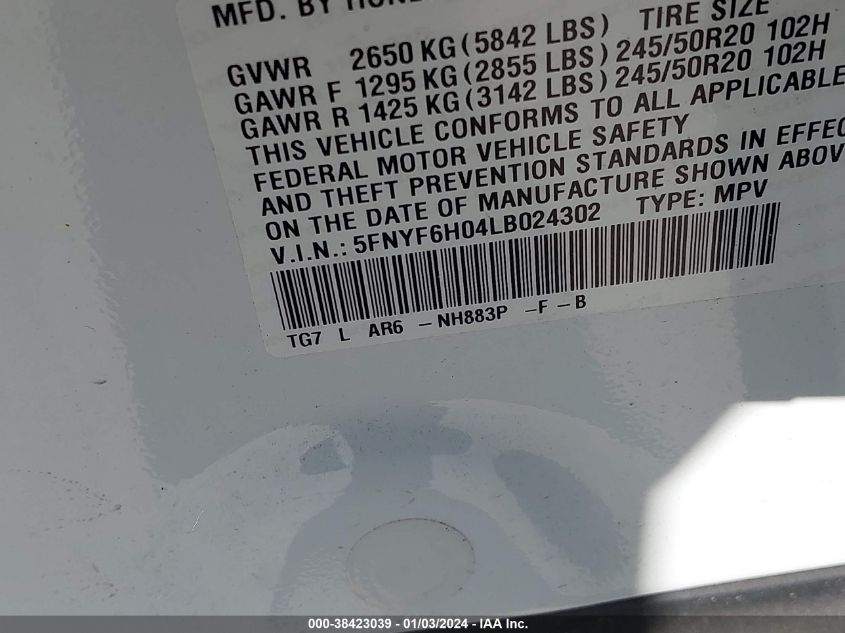 MFD. BY
TIRE SIZE
GVWR 2650 KG (5842 LBS)
GAWR F 1295 KG (2855 LBS) 245/50R20 102H
GAWR R 1425 KG (3142 LBS) 245/50R20 102H
THIS VEHICLE CONFORMS TO ALL APPLICABLE
FEDERAL MOTOR VEHICLE SAFETY
AND THEFT PREVENTION STANDARDS IN EFFEC
ON THE DATE OF MANUFACTURE SHOWN ABOV
V.I.N.: 5FNYF6H04LB024302 TYPE: MPV
TG7 L AR6 -NH883P -F-B
000-38423039 - 01/03/2024 - IAA Inc.